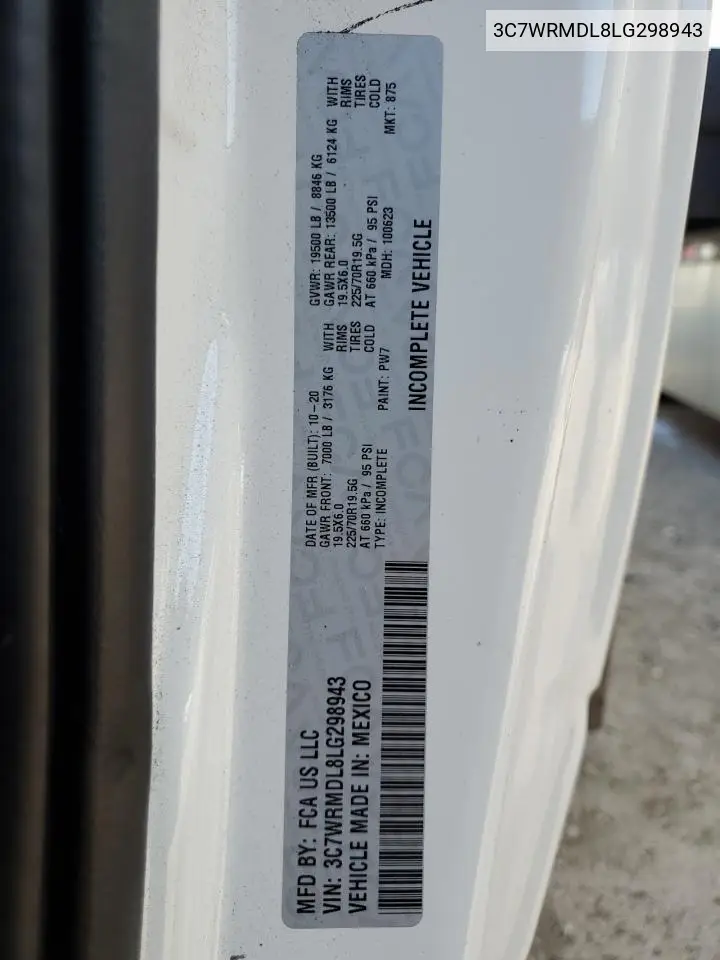 3C7WRMDL8LG298943
MFD BY: FCA US LLC
VIN: 3C7WRMDL8LG298943
VEHICLE MADE IN: MEXICO
DATE OF MFR (BUILT): 10-20
GAWR FRONT: 7000 LB / 3176 KG WITH
19.5X6.0 RIMS
225/70R19.5G TIRES
AT 660 kPa / 95 PSI COLD
TYPE: INCOMPLETE PAINT: PW7
GVWR: 19500 LB / 8846 KG
GAWR REAR: 13500 LB / 6124 KG WITH
19.5X6.0 RIMS
225/70R19.5G TIRES
AT 660 kPa / 95 PSI COLD
MDH: 100623 MKT: 875
INCOMPLETE VEHICLE